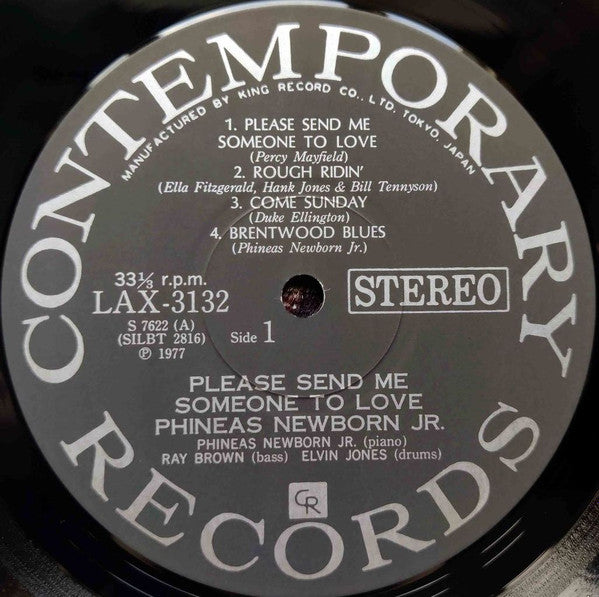 CONTEMPORARY
MANUFACTURED BY KING RECORD CO., LTD. TOKYO, JAPAN
1. PLEASE SEND ME
SOMEONE TO LOVE
(Percy Mayfield)
2. ROUGH RIDIN'
(Ella Fitzgerald, Hank Jones & Bill Tennyson)
3. COME SUNDAY
(Duke Ellington)
4. BRENTWOOD BLUES
(Phineas Newborn Jr.)
33⅓ r.p.m.
LAX-3132
STEREO
S 7622 (A)
(SILBT 2816)
Side 1
℗ 1977
PLEASE SEND ME
SOMEONE TO LOVE
PHINEAS NEWBORN JR.
PHINEAS NEWBORN JR. (piano)
RAY BROWN (bass) ELVIN JONES (drums)
CR
RECORDS